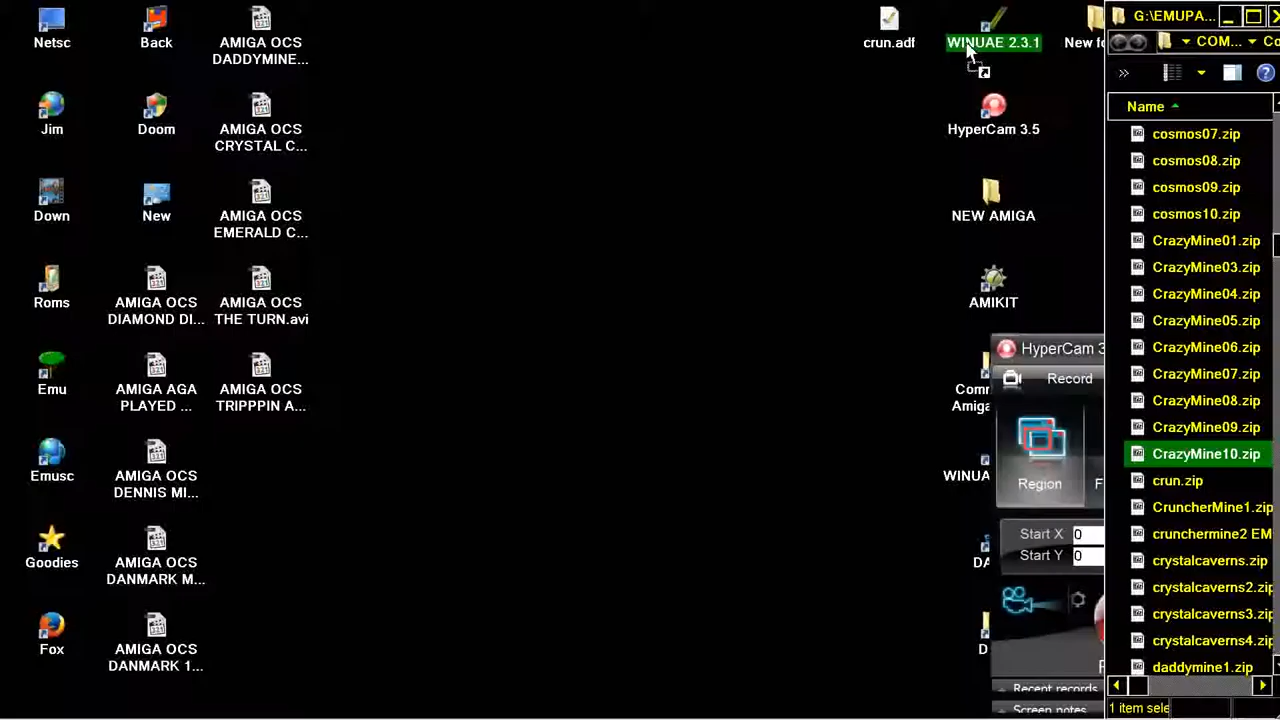 Netsc
Back
AMIGA OCS
DADDYMINE...
Jim
Doom
AMIGA OCS
CRYSTAL C...
Down
New
AMIGA OCS
EMERALD C...
Roms
AMIGA OCS
DIAMOND DI...
AMIGA OCS
THE TURN.avi
Emu
AMIGA AGA
PLAYED ...
AMIGA OCS
TRIPPPIN A...
Emusc
AMIGA OCS
DENNIS MI...
Goodies
AMIGA OCS
DANMARK M...
Fox
AMIGA OCS
DANMARK 1...
crun.adf
WINUAE 2.3.1
New fo
HyperCam 3.5
NEW AMIGA
AMIKIT
Comm
Amiga
WINUA
DA
D
HyperCam 3
Record
Region
F
Start X 0
Start Y 0
Recent records
Screen notes
G:\EMUPA...
COM...
Co
»
Name
cosmos07.zip
cosmos08.zip
cosmos09.zip
cosmos10.zip
CrazyMine01.zip
CrazyMine03.zip
CrazyMine04.zip
CrazyMine05.zip
CrazyMine06.zip
CrazyMine07.zip
CrazyMine08.zip
CrazyMine09.zip
CrazyMine10.zip
crun.zip
CruncherMine1.zip
crunchermine2 EM
crystalcaverns.zip
crystalcaverns2.zip
crystalcaverns3.zip
crystalcaverns4.zip
daddymine1.zip
1 item sele